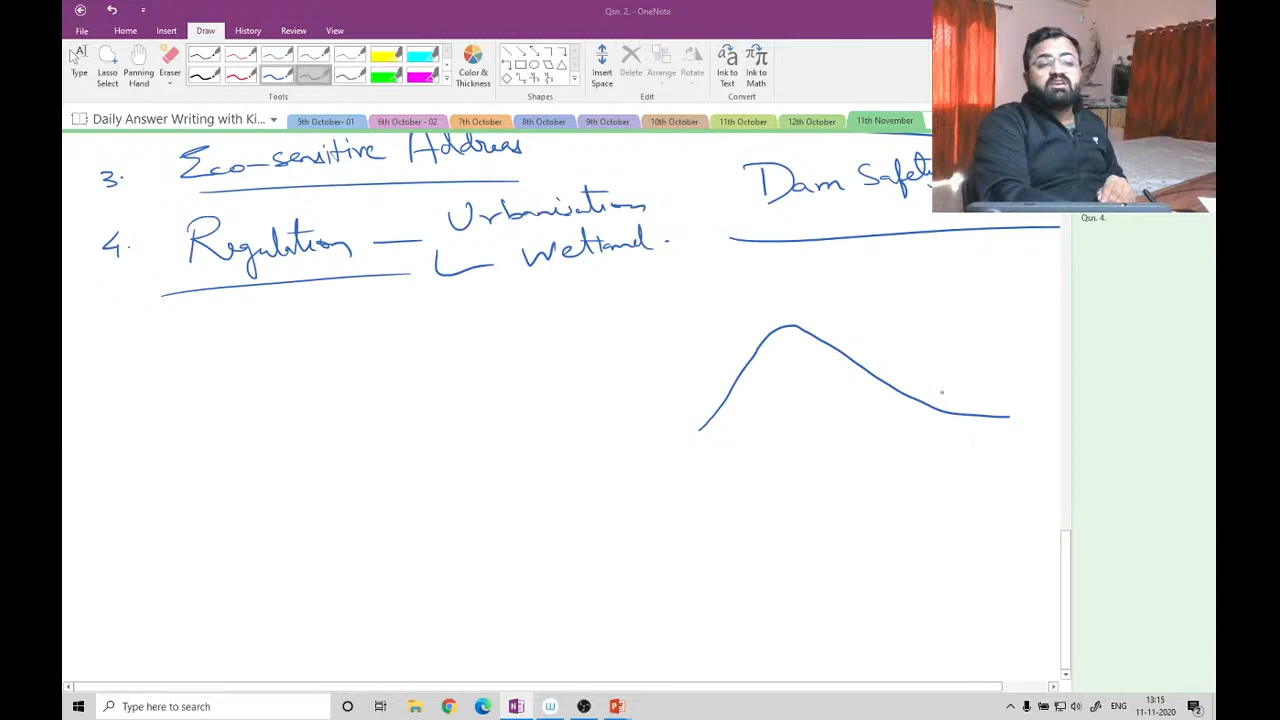 Qsn. 2. - OneNote
File Home Insert Draw History Review View
Type
Lasso Select
Panning Hand
Eraser
Color & Thickness
Insert Space
Delete
Arrange
Rotate
Ink to Text
Ink to Math
Tools
Shapes
Edit
Convert
Daily Answer Writing with Ki...
5th October- 01
6th October - 02
7th October
8th October
9th October
10th October
11th October
12th October
11th November
Qsn. 4.
3. Eco-sensitive Address
4. Regulation — Urbanisation
Wetland.
Dam Safety
Type here to search
ENG
13:15
11-11-2020
2